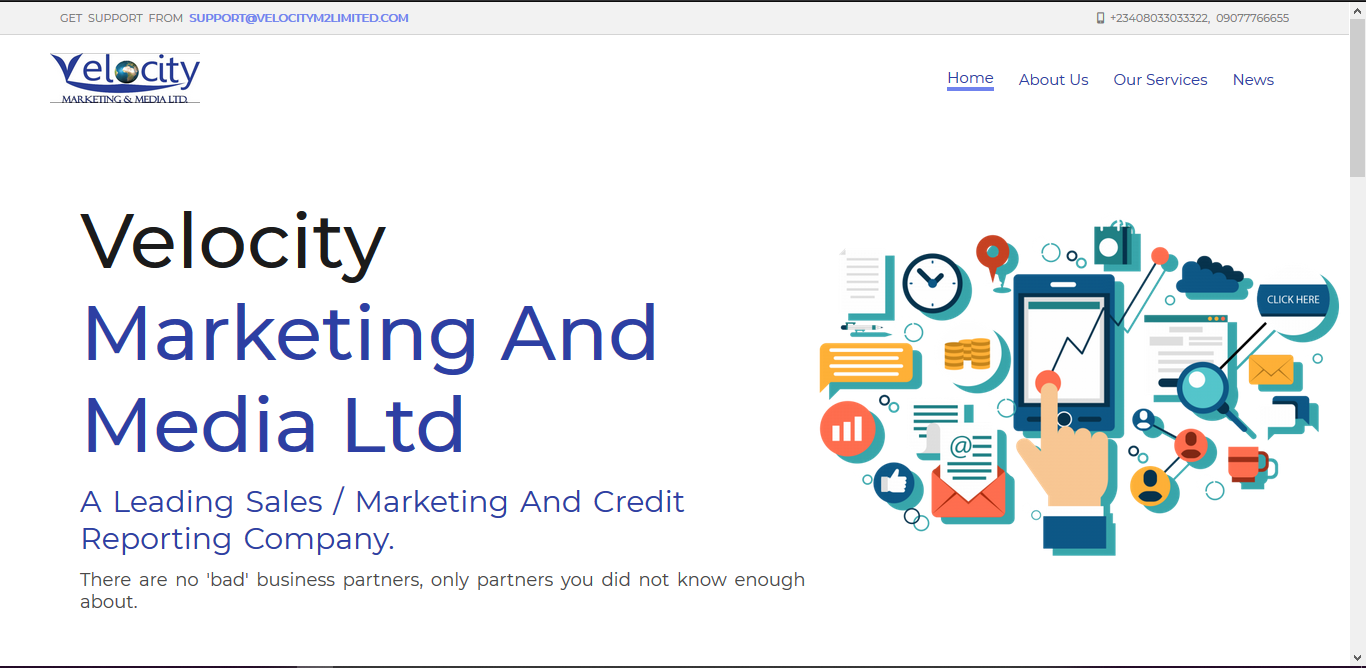 GET SUPPORT FROM SUPPORT@VELOCITYM2LIMITED.COM
+23408033033322, 09077766655
Velocity
MARKETING & MEDIA LTD.
Home About Us Our Services News
Velocity
Marketing And
Media Ltd
A Leading Sales / Marketing And Credit
Reporting Company.
There are no 'bad' business partners, only partners you did not know enough
about.
CLICK HERE
@